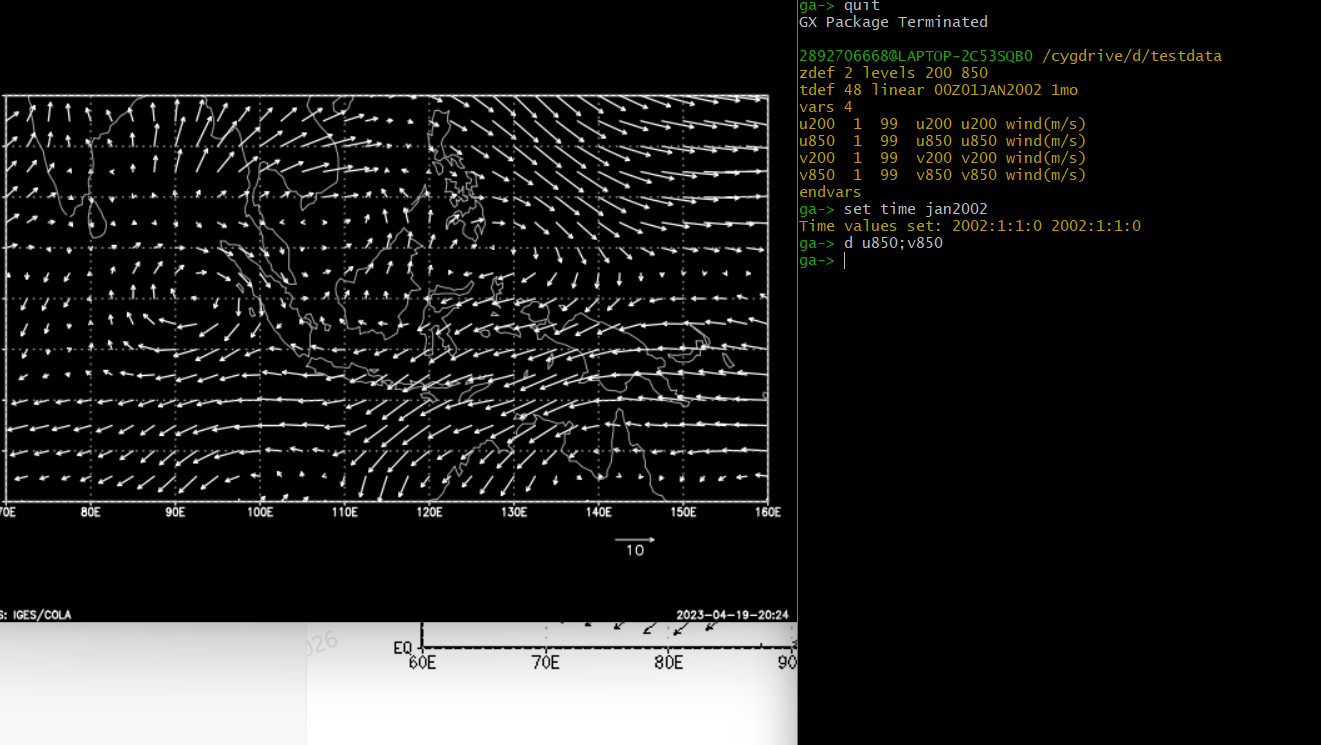 70E 80E 90E 100E 110E 120E 130E 140E 150E 160E
10
S: IGES/COLA 2023-04-19-20:24
EQ
60E 70E 80E 90
026
ga-> quit
GX Package Terminated
2892706668@LAPTOP-2C53SQB0 /cygdrive/d/testdata
zdef 2 levels 200 850
tdef 48 linear 00Z01JAN2002 1mo
vars 4
u200 1 99 u200 u200 wind(m/s)
u850 1 99 u850 u850 wind(m/s)
v200 1 99 v200 v200 wind(m/s)
v850 1 99 v850 v850 wind(m/s)
endvars
ga-> set time jan2002
Time values set: 2002:1:1:0 2002:1:1:0
ga-> d u850;v850
ga->